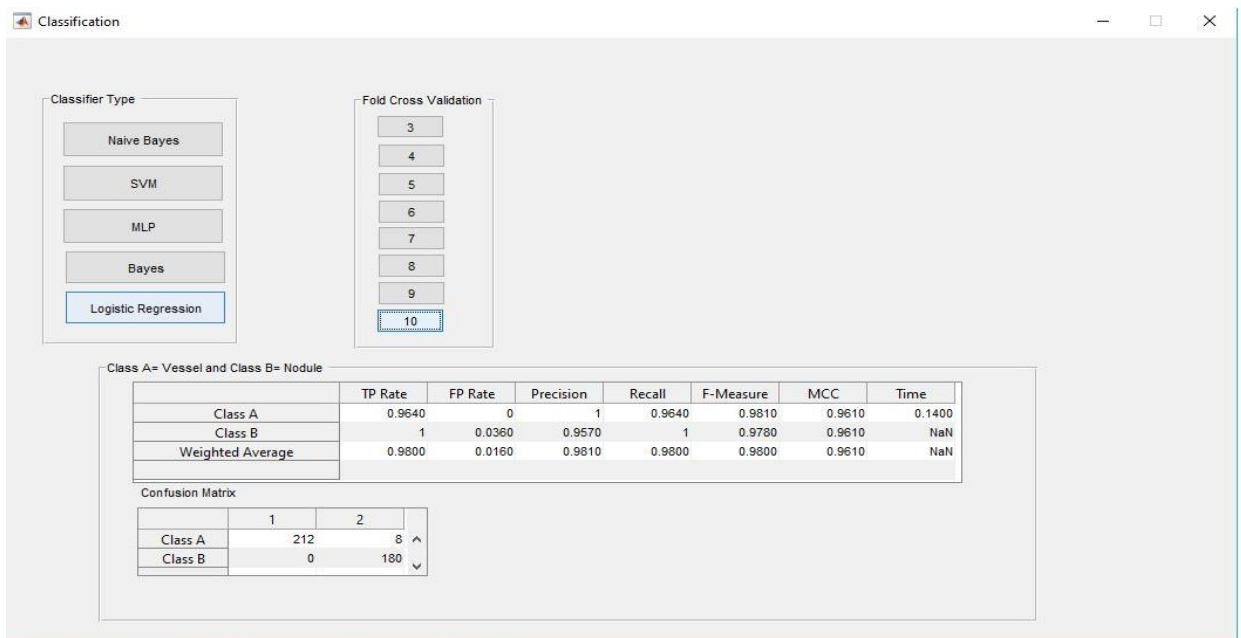 Classification
Classifier Type
Naive Bayes
SVM
MLP
Bayes
Logistic Regression
Fold Cross Validation
3
4
5
6
7
8
9
10
Class A= Vessel and Class B= Nodule
TP Rate FP Rate Precision Recall F-Measure MCC Time
Class A 0.9640 0 1 0.9640 0.9810 0.9610 0.1400
Class B 1 0.0360 0.9570 1 0.9780 0.9610 NaN
Weighted Average 0.9800 0.0160 0.9810 0.9800 0.9800 0.9610 NaN
Confusion Matrix
1 2
Class A 212 8
Class B 0 180